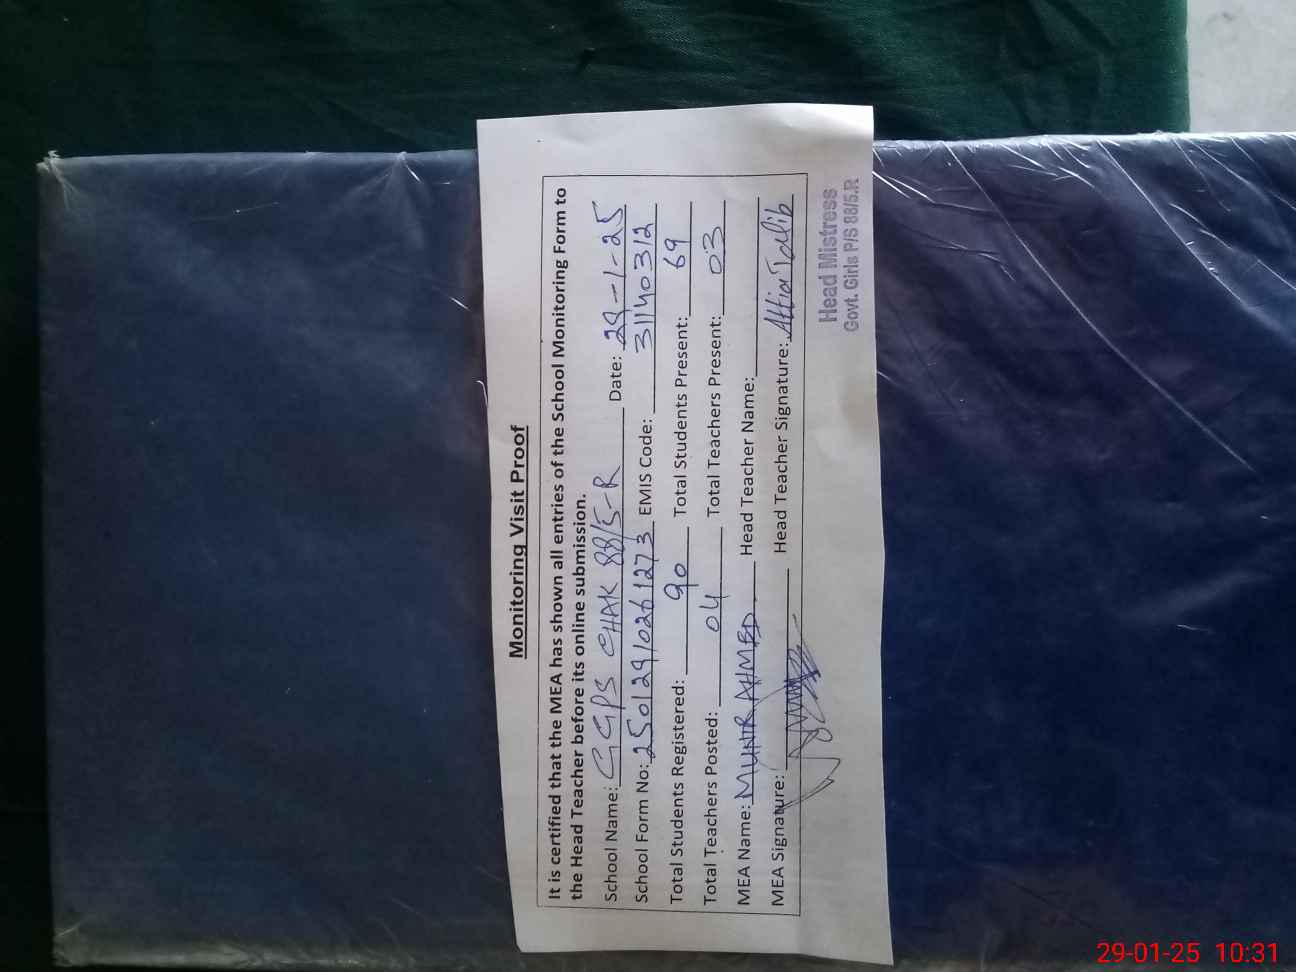 Monitoring Visit Proof
It is certified that the MEA has shown all entries of the School Monitoring Form to
the Head Teacher before its online submission.
School Name: GGPS CHAK 88/5-R Date: 29-1-25
School Form No: 25012910261273 EMIS Code: 31140312
Total Students Registered: 90 Total Students Present: 69
Total Teachers Posted: 04 Total Teachers Present: 03
MEA Name: MUNIR AHMED Head Teacher Name:
MEA Signature: Head Teacher Signature: Attia Talib
Head Mistress
Govt. Girls P/S 88/5.R
29-01-25 10:31